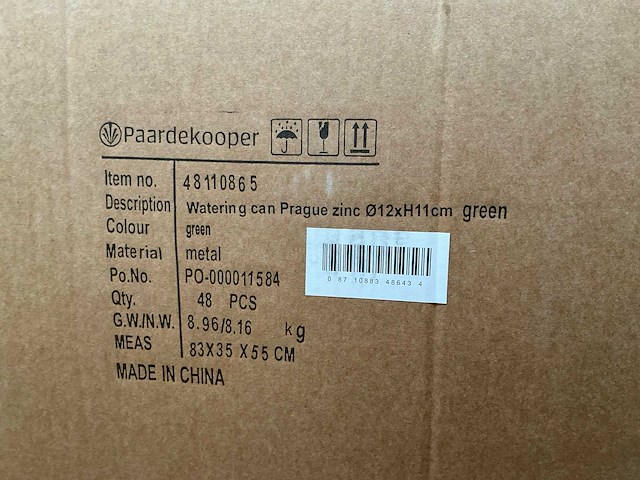 Paardekooper
Item no. 48110865
Description Watering can Prague zinc Ø12xH11cm green
Colour green
Material metal
Po.No. PO-000011584
Qty. 48 PCS
G.W./N.W. 8.96/8.16 kg
MEAS 83X35 X 55 CM
MADE IN CHINA
0 87 10883 48643 4